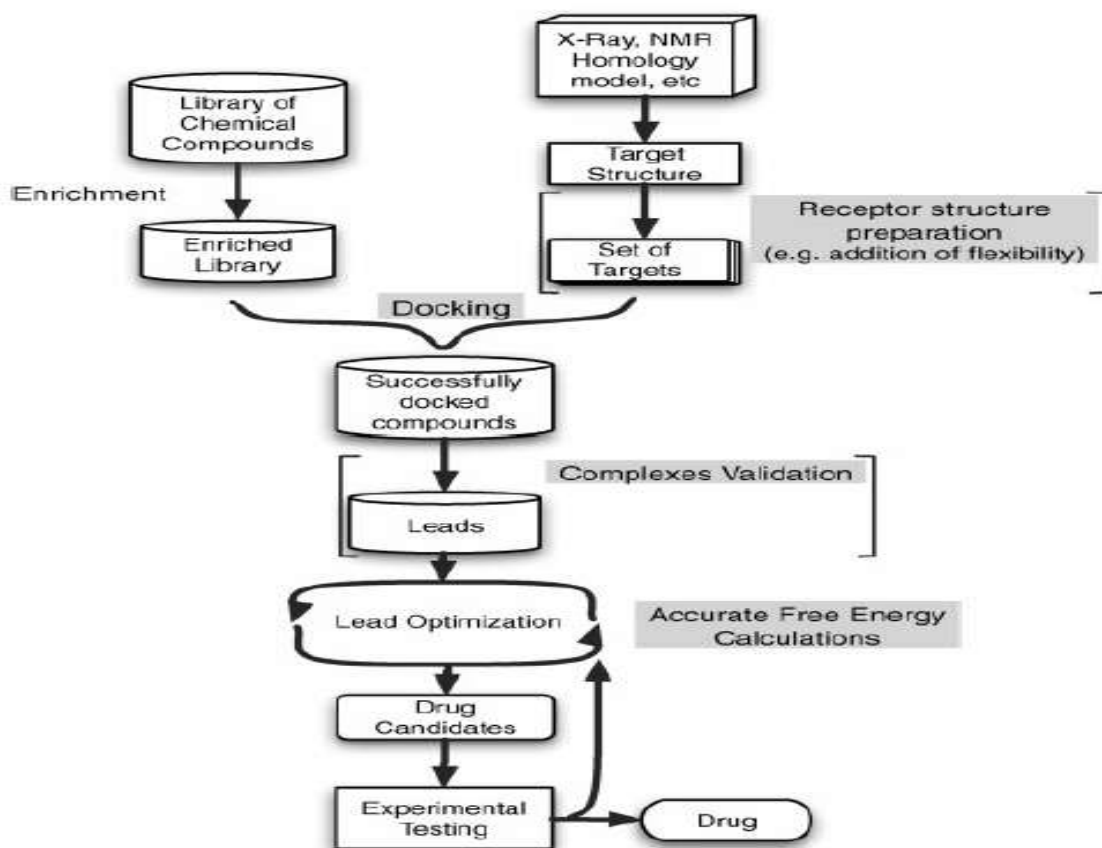 X-Ray, NMR
Homology
model, etc
Library of
Chemical
Compounds
Target
Structure
Enrichment
Receptor structure
preparation
(e.g. addition of flexibility)
Enriched
Library
Set of
Targets
Docking
Successfully
docked
compounds
Complexes Validation
Leads
Lead Optimization
Accurate Free Energy
Calculations
Drug
Candidates
Experimental
Testing
Drug